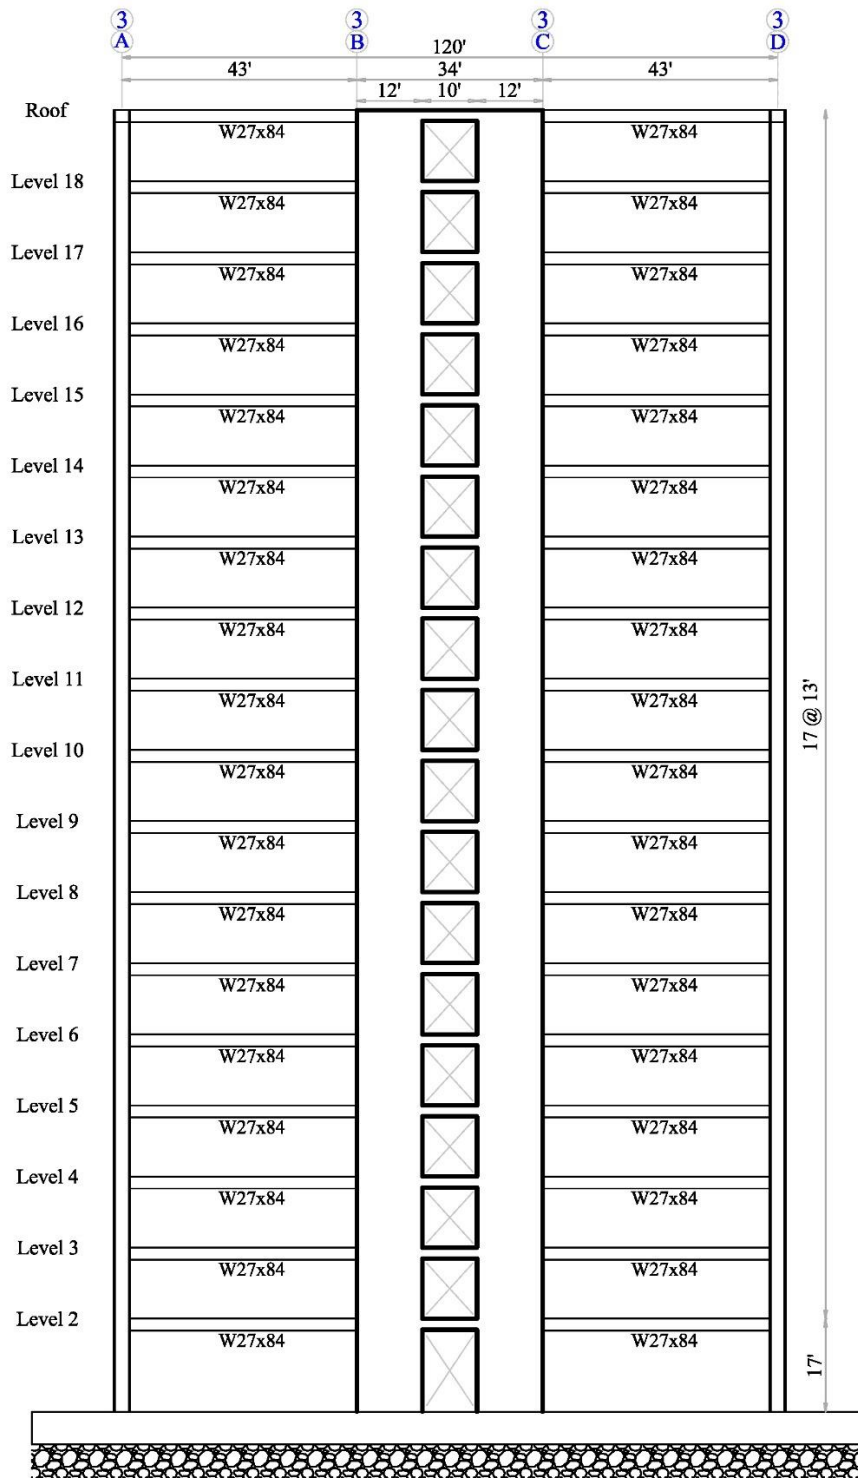 3 3 3 3
A B C D
120'
43' 34' 43'
12' 10' 12'
Roof
W27x84 W27x84
Level 18
W27x84 W27x84
Level 17
W27x84 W27x84
Level 16
W27x84 W27x84
Level 15
W27x84 W27x84
Level 14
W27x84 W27x84
Level 13
W27x84 W27x84
Level 12
W27x84 W27x84
Level 11
W27x84 W27x84
17 @ 13'
Level 10
W27x84 W27x84
Level 9
W27x84 W27x84
Level 8
W27x84 W27x84
Level 7
W27x84 W27x84
Level 6
W27x84 W27x84
Level 5
W27x84 W27x84
Level 4
W27x84 W27x84
Level 3
W27x84 W27x84
Level 2
W27x84 W27x84
17'